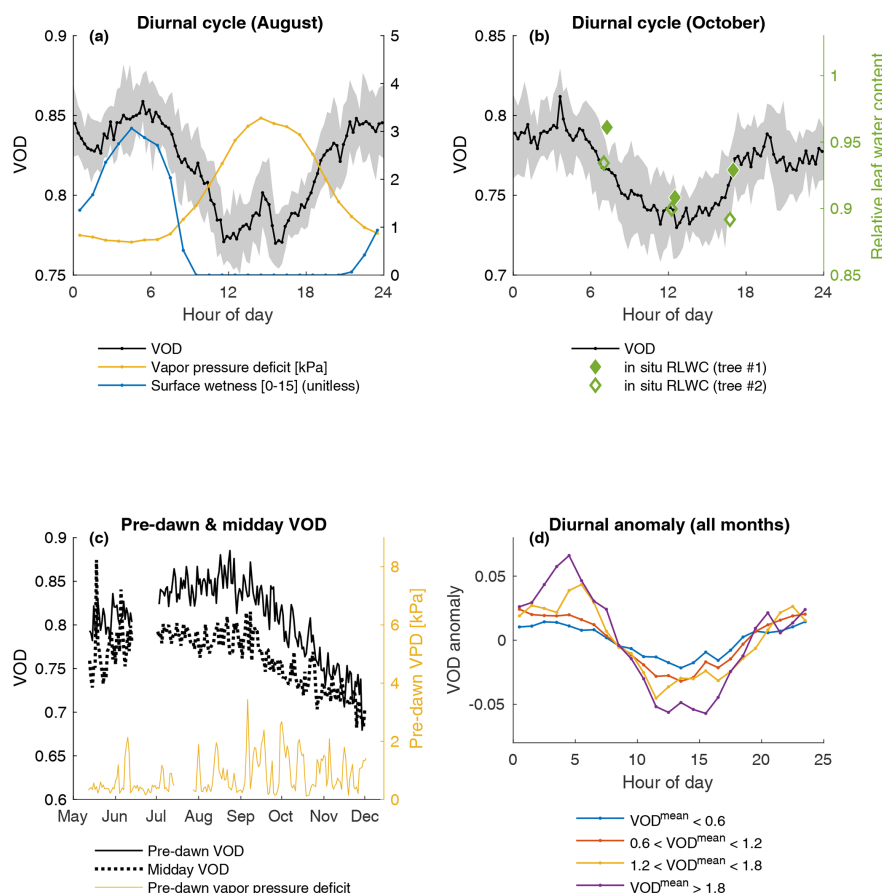 Diurnal cycle (August)
(a)
0.9
0.85
0.8
0.75
VOD
5
4
3
2
1
0
0 6 12 18 24
Hour of day
VOD
Vapor pressure deficit [kPa]
Surface wetness [0-15] (unitless)
Diurnal cycle (October)
(b)
0.85
0.8
0.75
0.7
VOD
1
0.95
0.9
0.85
Relative leaf water content
0 6 12 18 24
Hour of day
VOD
in situ RLWC (tree #1)
in situ RLWC (tree #2)
Pre-dawn & midday VOD
(c)
0.9
0.85
0.8
0.75
0.7
0.65
0.6
VOD
8
6
4
2
0
Pre-dawn VPD [kPa]
May Jun Jul Aug Sep Oct Nov Dec
Pre-dawn VOD
Midday VOD
Pre-dawn vapor pressure deficit
Diurnal anomaly (all months)
(d)
0.05
0
-0.05
VOD anomaly
0 5 10 15 20 25
Hour of day
VOD^mean < 0.6
0.6 < VOD^mean < 1.2
1.2 < VOD^mean < 1.8
VOD^mean > 1.8